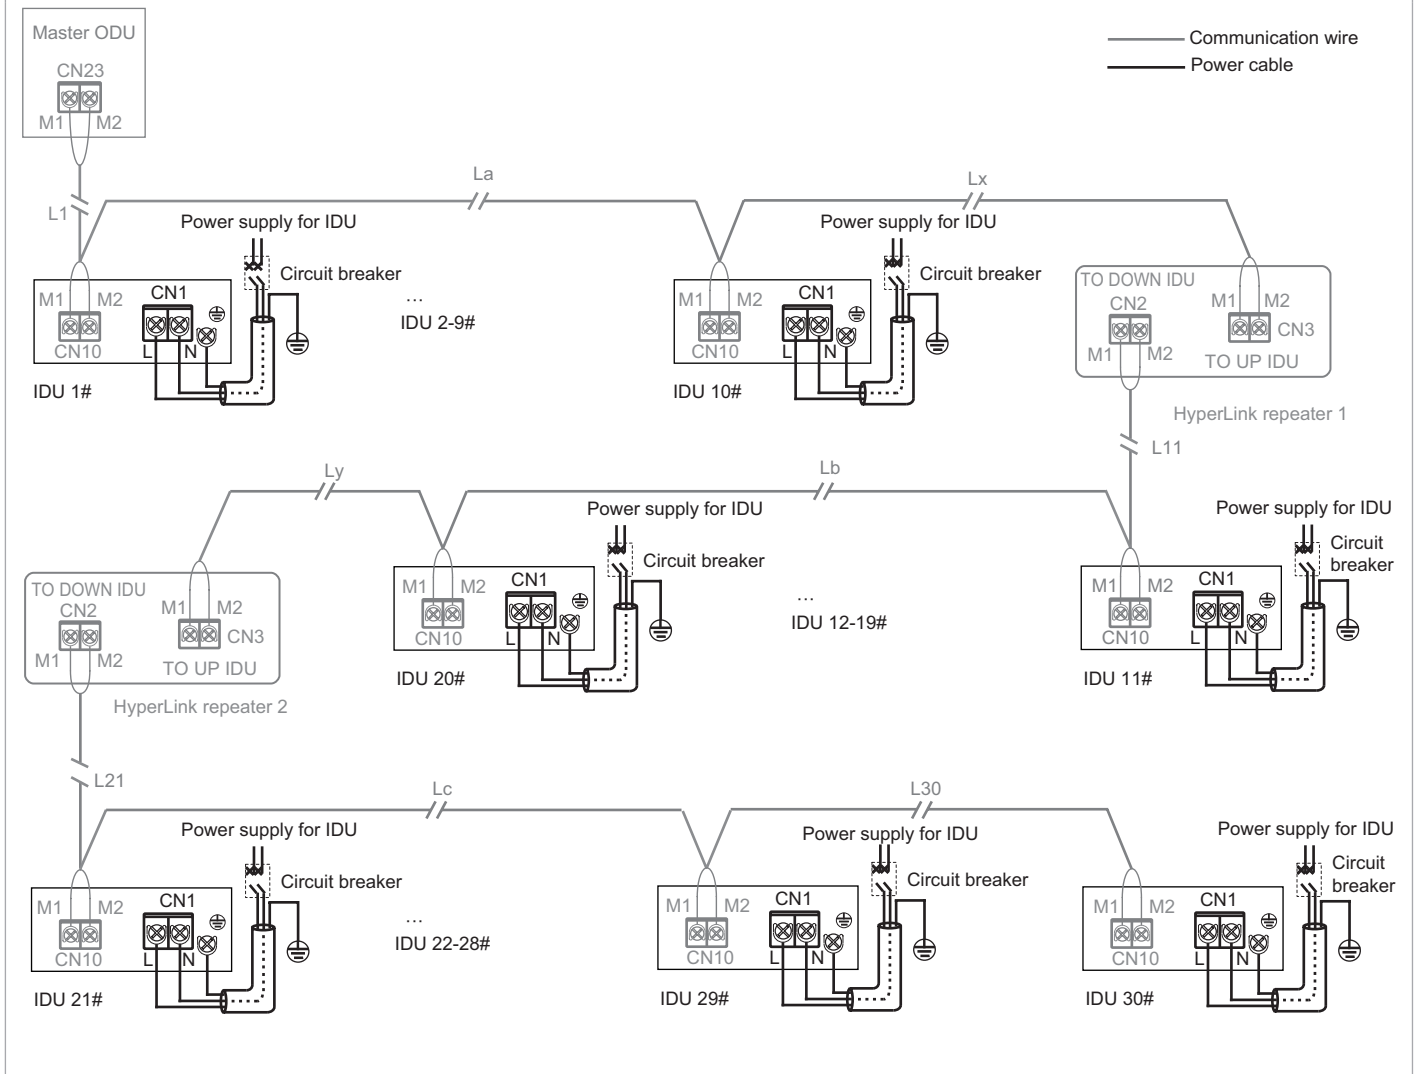 Master ODU
CN23
M1 M2
Communication wire
Power cable
L1
La
Lx
Power supply for IDU
Circuit breaker
M1 M2
CN1
CN10
L N
IDU 1#
...
IDU 2-9#
Power supply for IDU
Circuit breaker
M1 M2
CN1
CN10
L N
IDU 10#
TO DOWN IDU
CN2
M1 M2
M1 M2
CN3
TO UP IDU
HyperLink repeater 1
L11
Ly
Lb
TO DOWN IDU
CN2
M1 M2
M1 M2
CN3
TO UP IDU
HyperLink repeater 2
Power supply for IDU
Circuit breaker
M1 M2
CN1
CN10
L N
IDU 20#
...
IDU 12-19#
Power supply for IDU
Circuit
breaker
M1 M2
CN1
CN10
L N
IDU 11#
L21
Lc
L30
Power supply for IDU
Circuit breaker
M1 M2
CN1
CN10
L N
IDU 21#
...
IDU 22-28#
Power supply for IDU
Circuit breaker
M1 M2
CN1
CN10
L N
IDU 29#
Power supply for IDU
Circuit
breaker
M1 M2
CN1
CN10
L N
IDU 30#